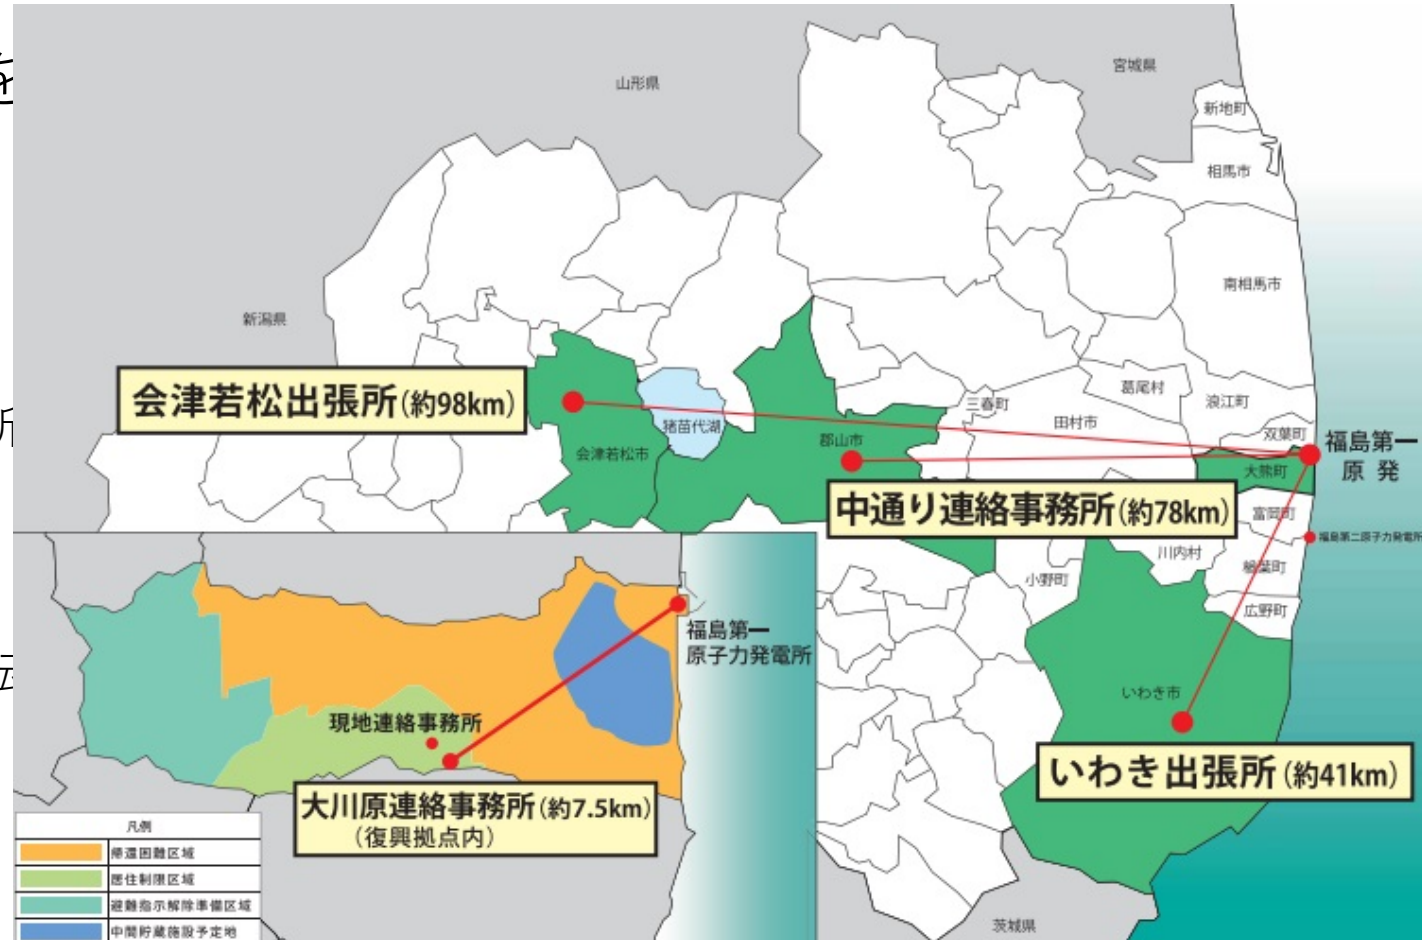 を
山形県
宮城県
新地町
相馬市
南相馬市
新潟県
会津若松出張所(約98km)
葛尾村
三春町
浪江町
猪苗代湖
田村市
双葉町
郡山市
福島第一
原発
会津若松市
大熊町
中通り連絡事務所(約78km)
富岡町
福島第二原子力発電所
川内村
楢葉町
小野町
広野町
福島第一
原子力発電所
いわき市
現地連絡事務所
いわき出張所(約41km)
大川原連絡事務所(約7.5km)
(復興拠点内)
凡例
帰還困難区域
居住制限区域
避難指示解除準備区域
中間貯蔵施設予定地
茨城県